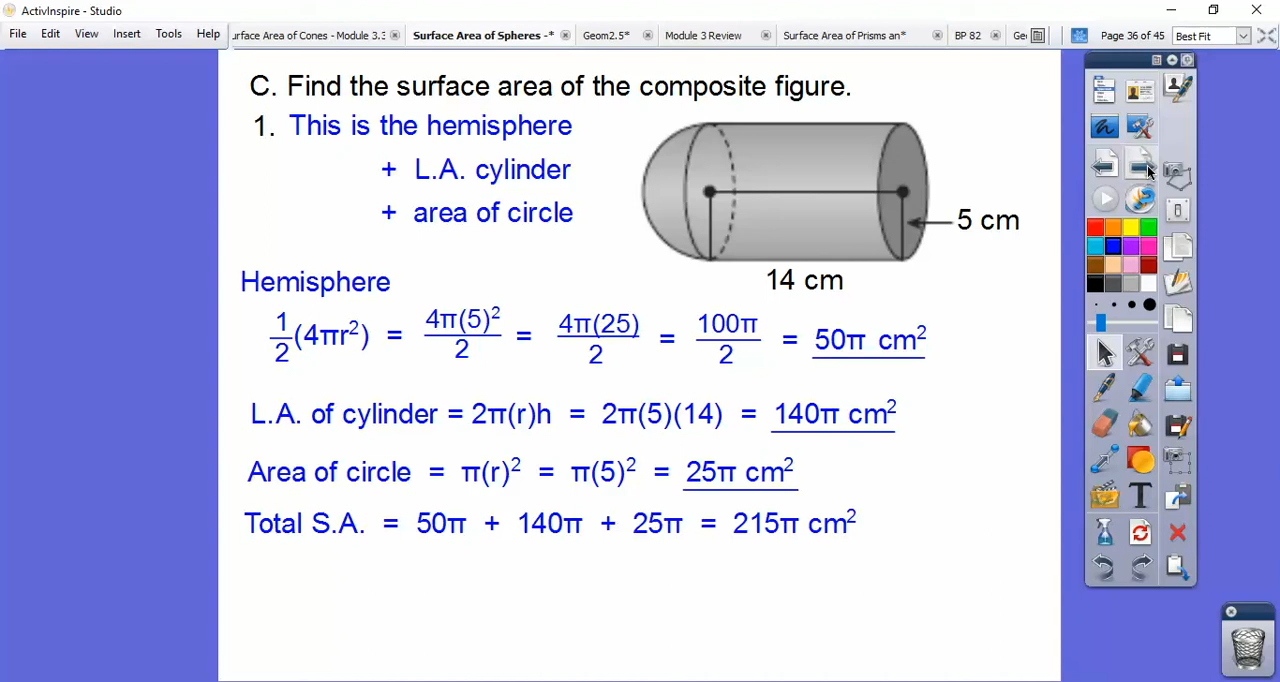 ActivInspire - Studio
File Edit View Insert Tools Help
urface Area of Cones - Module 3.3 Surface Area of Spheres -* Geom2.5* Module 3 Review Surface Area of Prisms an* BP 82 Ge Page 36 of 45 Best Fit
C. Find the surface area of the composite figure.
1. This is the hemisphere
+ L.A. cylinder
+ area of circle
5 cm
14 cm
Hemisphere
1/2(4πr²) = 4π(5)²/2 = 4π(25)/2 = 100π/2 = 50π cm²
L.A. of cylinder = 2π(r)h = 2π(5)(14) = 140π cm²
Area of circle = π(r)² = π(5)² = 25π cm²
Total S.A. = 50π + 140π + 25π = 215π cm²
T